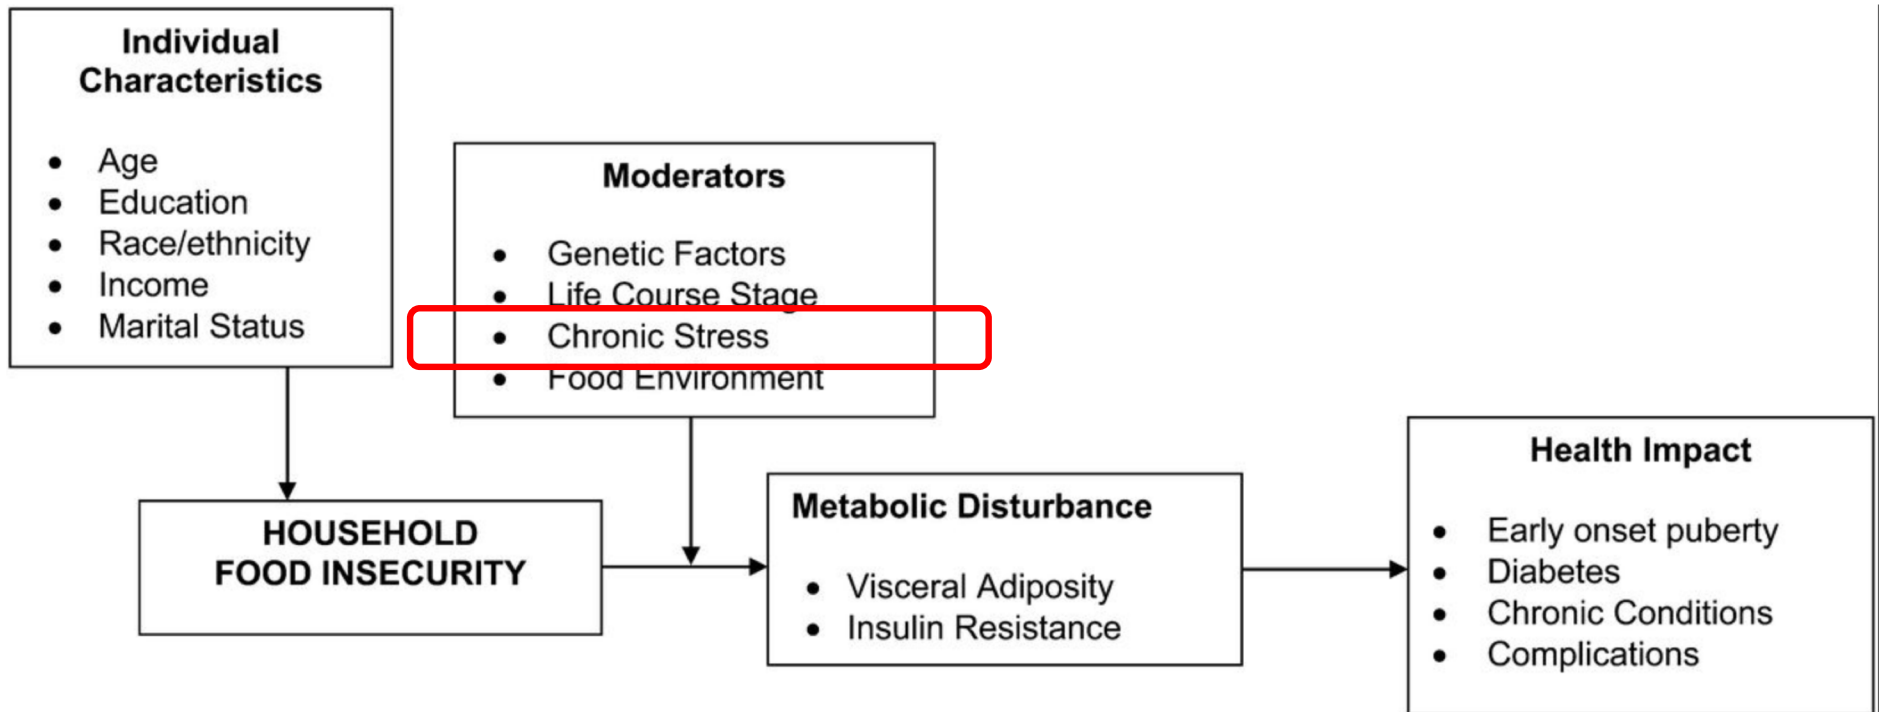 Individual
Characteristics
• Age
• Education
• Race/ethnicity
• Income
• Marital Status
Moderators
• Genetic Factors
• Life Course Stage
• Chronic Stress
• Food Environment
HOUSEHOLD
FOOD INSECURITY
Metabolic Disturbance
• Visceral Adiposity
• Insulin Resistance
Health Impact
• Early onset puberty
• Diabetes
• Chronic Conditions
• Complications